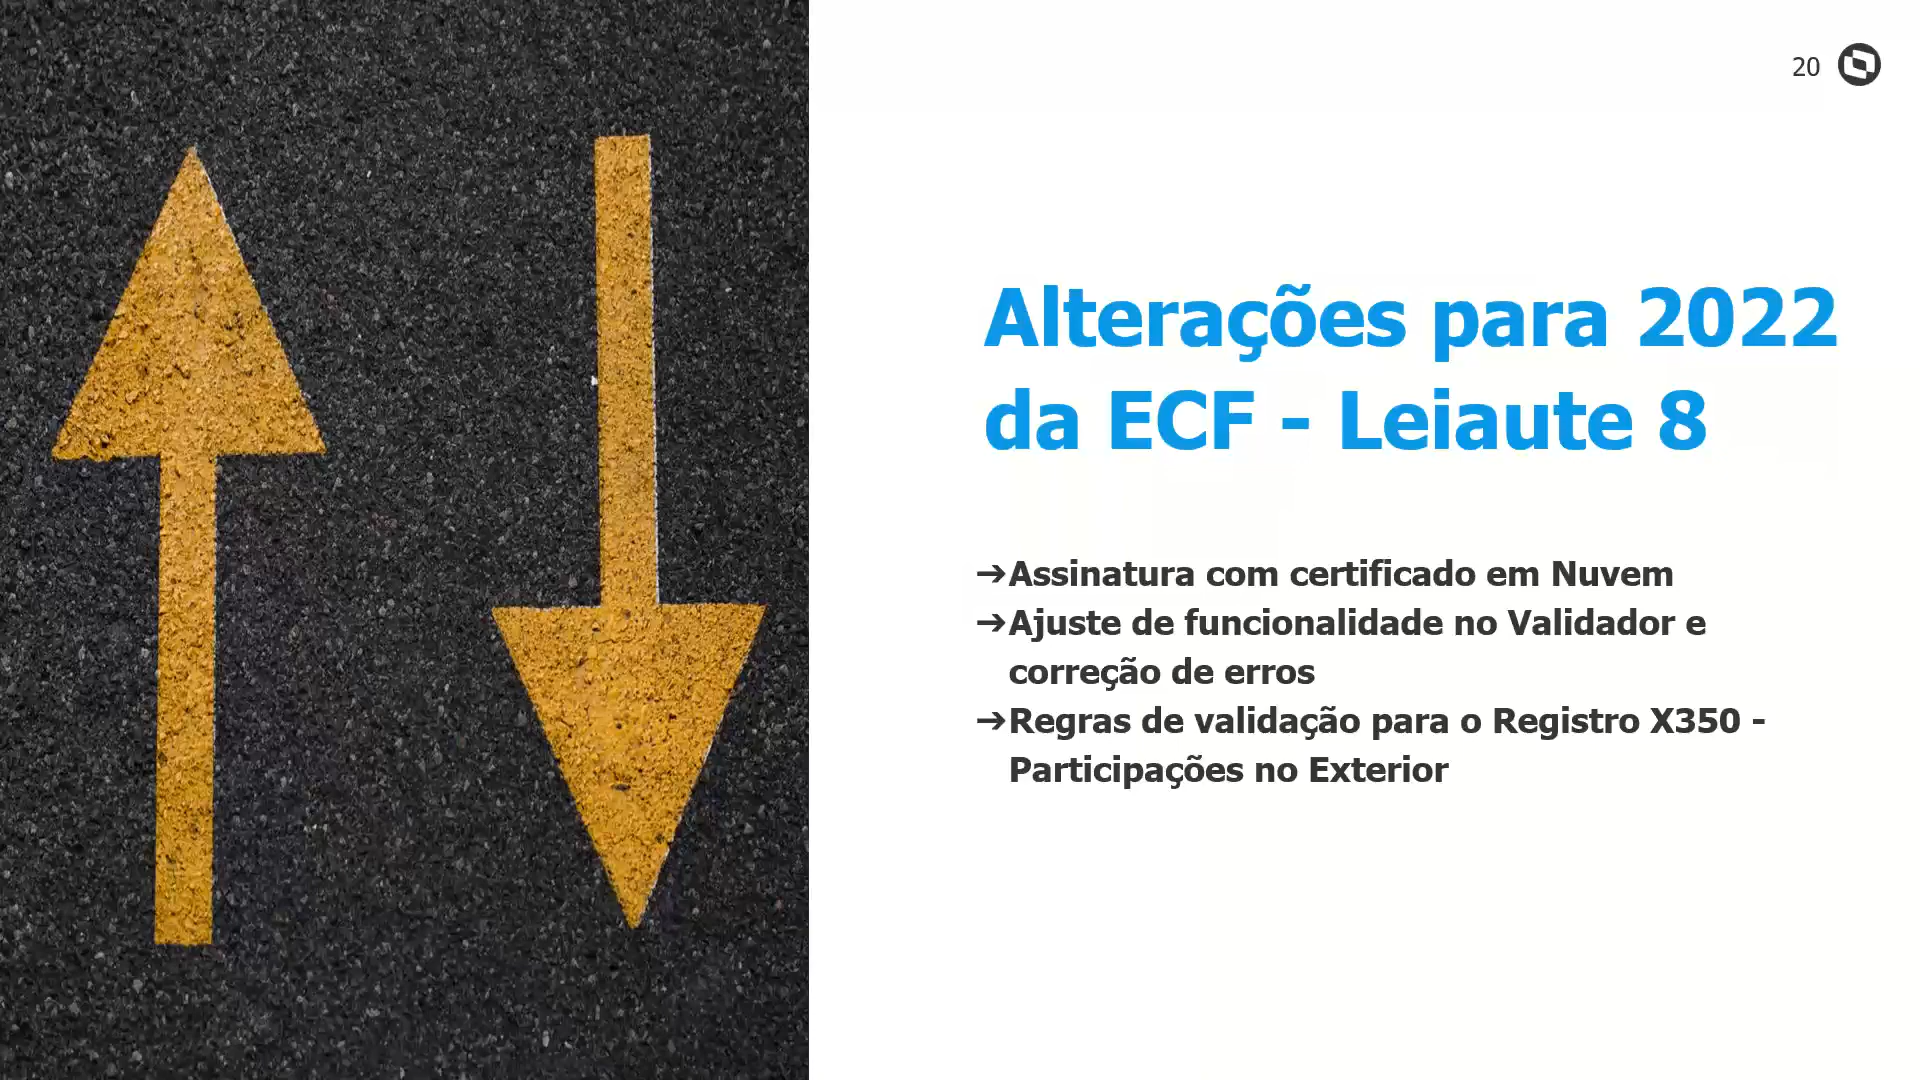 20
Alterações para 2022
da ECF - Leiaute 8
➔Assinatura com certificado em Nuvem
➔Ajuste de funcionalidade no Validador e
correção de erros
➔Regras de validação para o Registro X350 -
Participações no Exterior